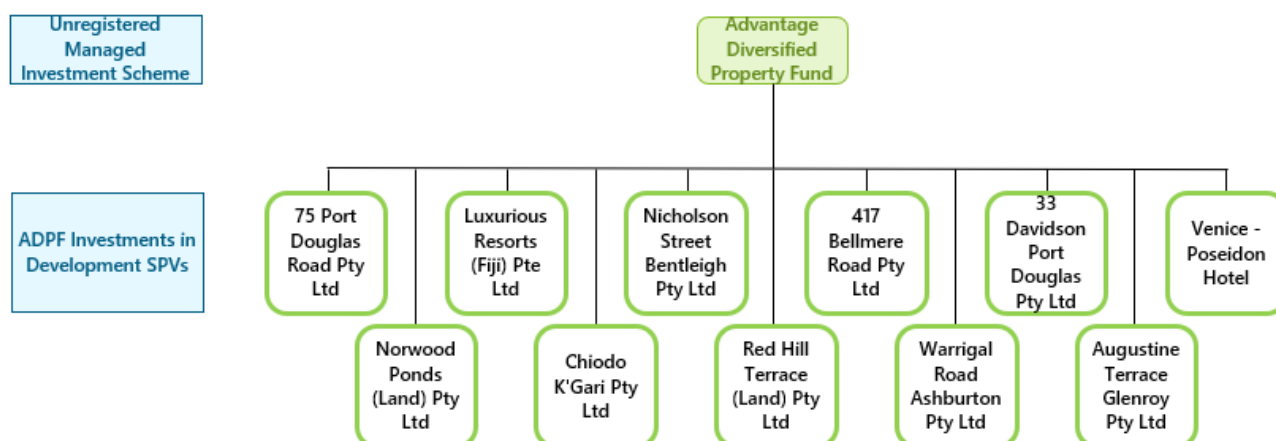 Unregistered
Managed
Investment Scheme
Advantage
Diversified
Property Fund
ADPF Investments in
Development SPVs
75 Port
Douglas
Road Pty
Ltd
Luxurious
Resorts
(Fiji) Pte
Ltd
Nicholson
Street
Bentleigh
Pty Ltd
417
Bellmere
Road Pty
Ltd
33
Davidson
Port
Douglas
Pty Ltd
Venice -
Poseidon
Hotel
Norwood
Ponds
(Land) Pty
Ltd
Chiodo
K'Gari Pty
Ltd
Red Hill
Terrace
(Land) Pty
Ltd
Warrigal
Road
Ashburton
Pty Ltd
Augustine
Terrace
Glenroy
Pty Ltd